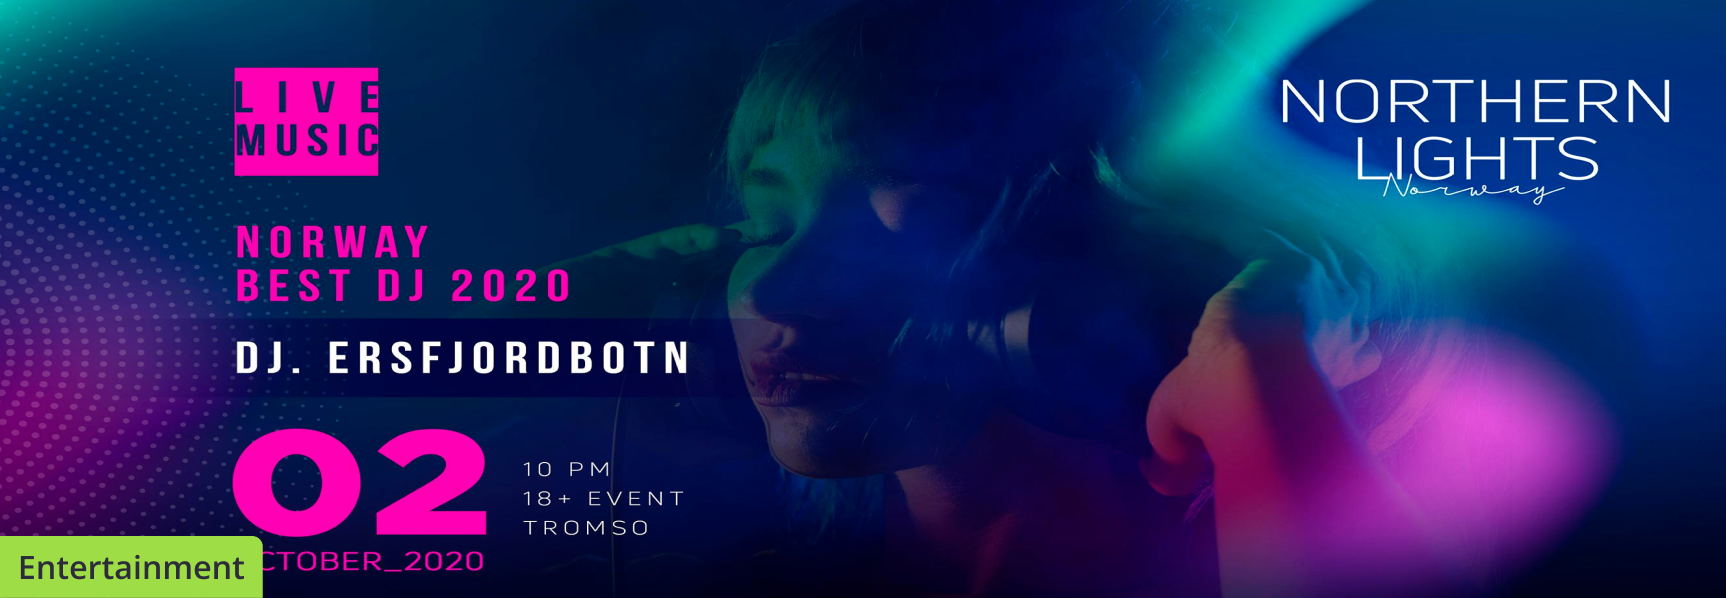 LIVE
MUSIC
NORWAY
BEST DJ 2020
DJ. ERSFJORDBOTN
02
CTOBER_2020
10 PM
18+ EVENT
TROMSO
NORTHERN
LIGHTS
Norway
Entertainment